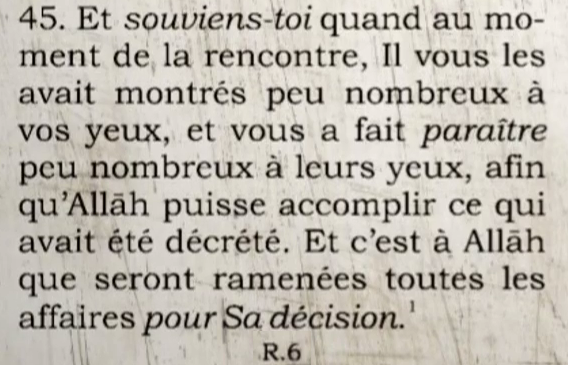 45. Et souviens-toi quand au mo-
ment de la rencontre, Il vous les
avait montrés peu nombreux à
vos yeux, et vous a fait paraître
peu nombreux à leurs yeux, afin
qu’Allāh puisse accomplir ce qui
avait été décrété. Et c’est à Allāh
que seront ramenées toutes les
affaires pour Sa décision.¹
R.6